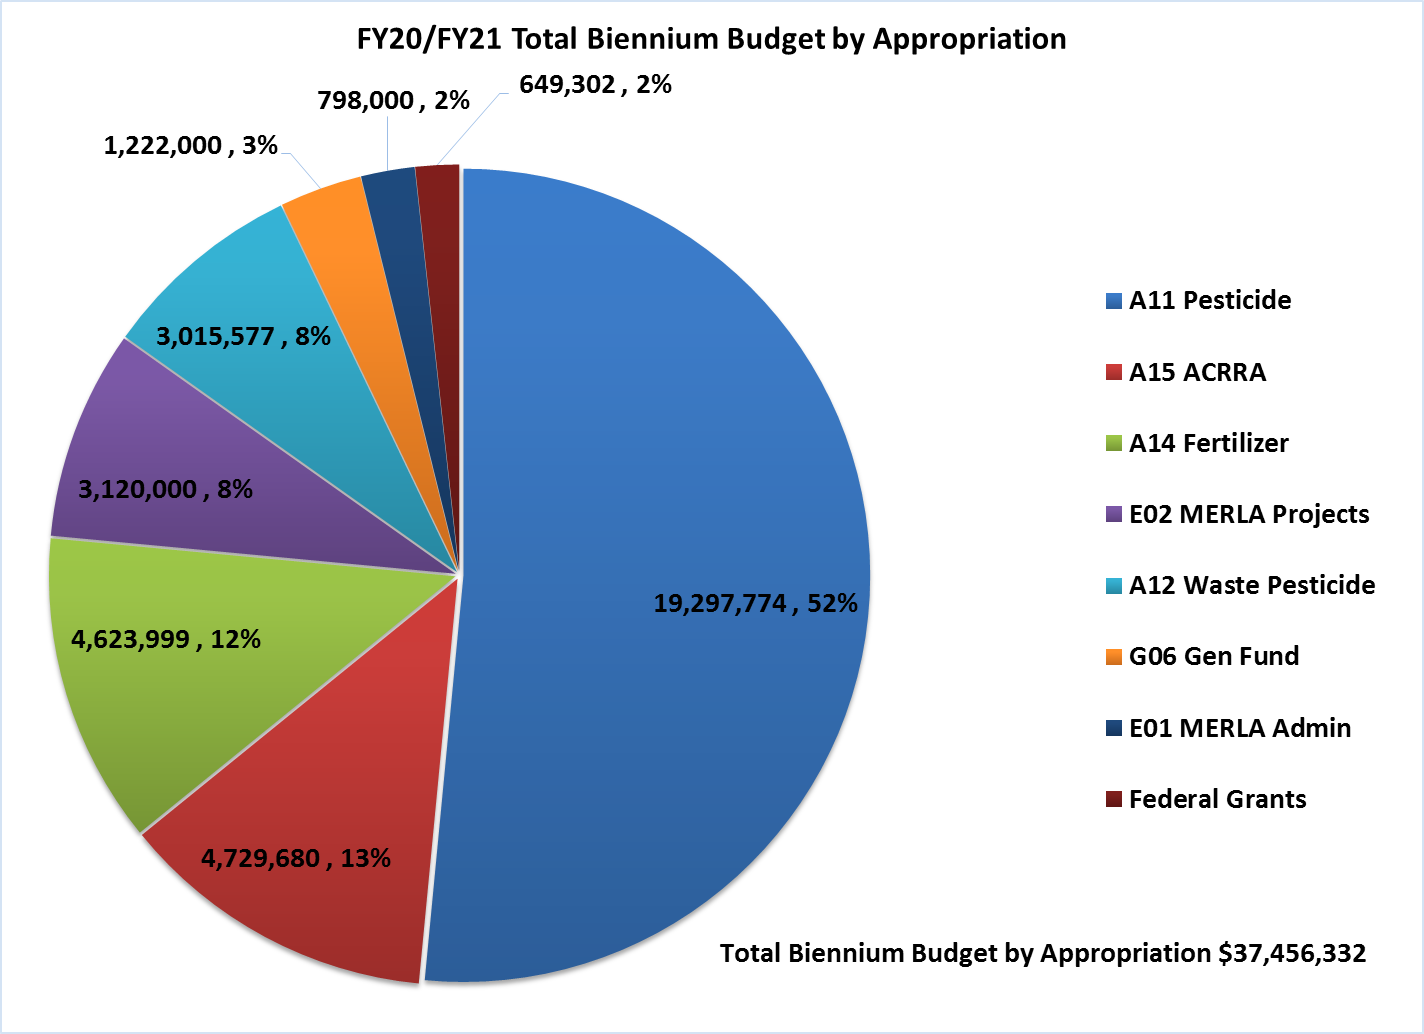 FY20/FY21 Total Biennium Budget by Appropriation
649,302 , 2%
798,000 , 2%
1,222,000 , 3%
3,015,577 , 8%
3,120,000 , 8%
4,623,999 , 12%
4,729,680 , 13%
19,297,774 , 52%
A11 Pesticide
A15 ACRRA
A14 Fertilizer
E02 MERLA Projects
A12 Waste Pesticide
G06 Gen Fund
E01 MERLA Admin
Federal Grants
Total Biennium Budget by Appropriation $37,456,332